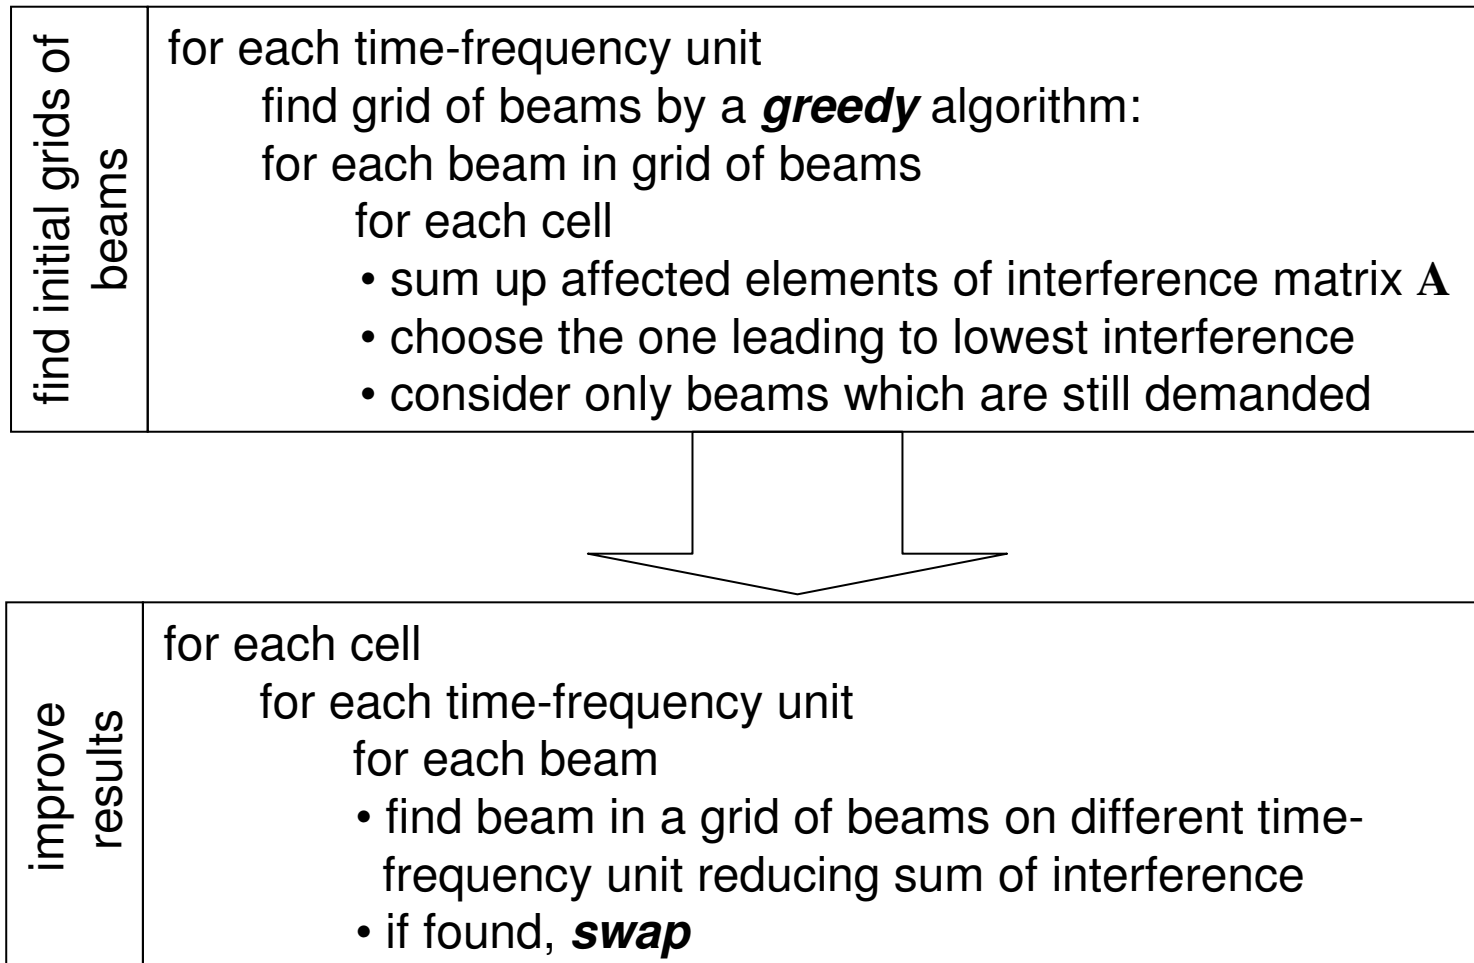 find initial grids of
beams
for each time-frequency unit
find grid of beams by a greedy algorithm:
for each beam in grid of beams
for each cell
• sum up affected elements of interference matrix A
• choose the one leading to lowest interference
• consider only beams which are still demanded
improve
results
for each cell
for each time-frequency unit
for each beam
• find beam in a grid of beams on different time-
frequency unit reducing sum of interference
• if found, swap